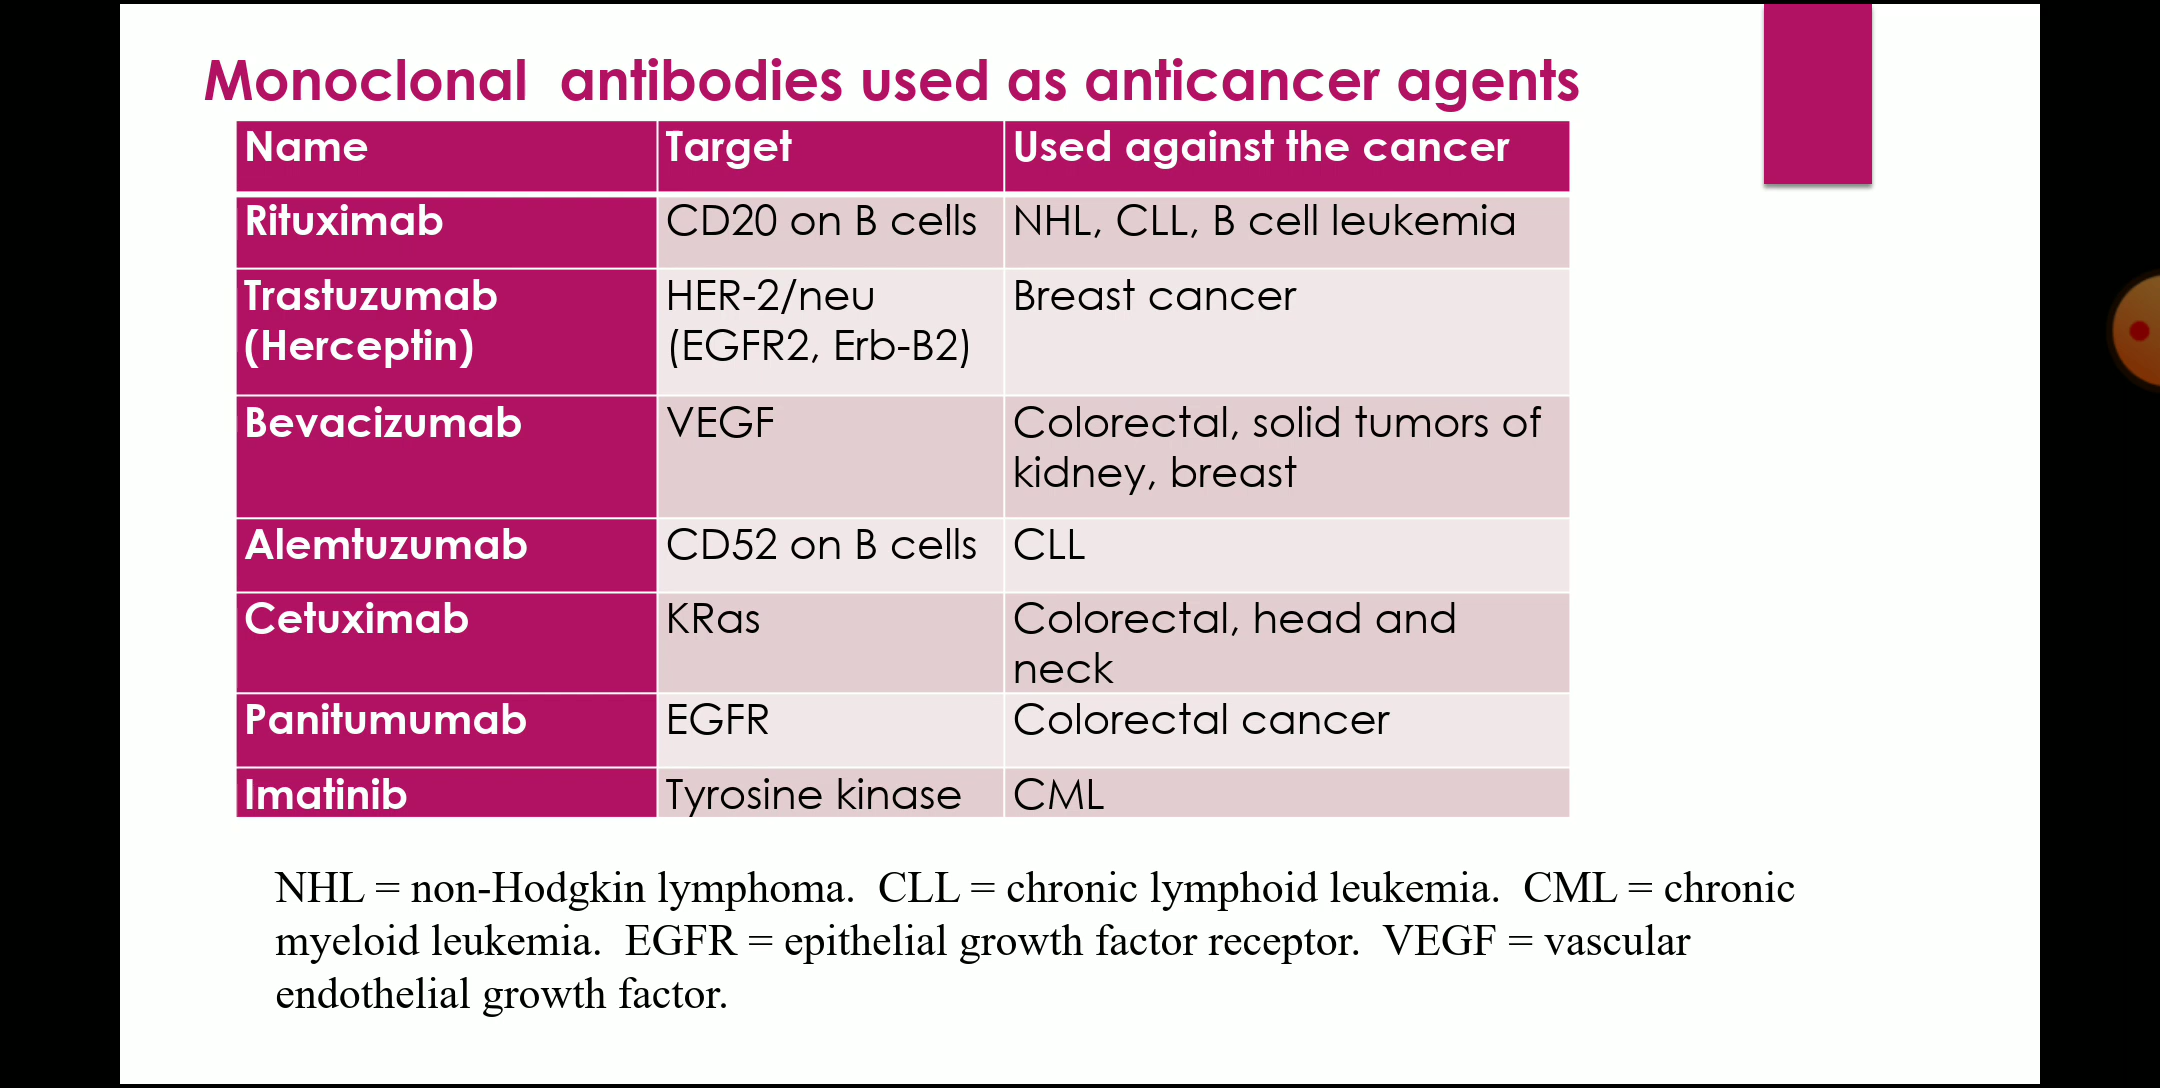 Monoclonal  antibodies used as anticancer agents
Name Target Used against the cancer
Rituximab CD20 on B cells NHL, CLL, B cell leukemia
Trastuzumab HER-2/neu Breast cancer
(Herceptin) (EGFR2, Erb-B2)
Bevacizumab VEGF Colorectal, solid tumors of
kidney, breast
Alemtuzumab CD52 on B cells CLL
Cetuximab KRas Colorectal, head and
neck
Panitumumab EGFR Colorectal cancer
Imatinib Tyrosine kinase CML
NHL = non-Hodgkin lymphoma.  CLL = chronic lymphoid leukemia.  CML = chronic
myeloid leukemia.  EGFR = epithelial growth factor receptor.  VEGF = vascular
endothelial growth factor.